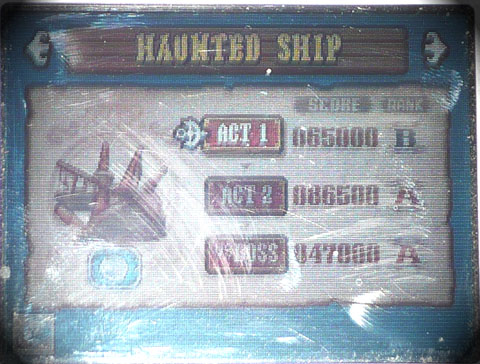 HAUNTED SHIP
SCORE RANK
ACT 1 065000 B
ACT 2 086500 A
BOSS 047000 A